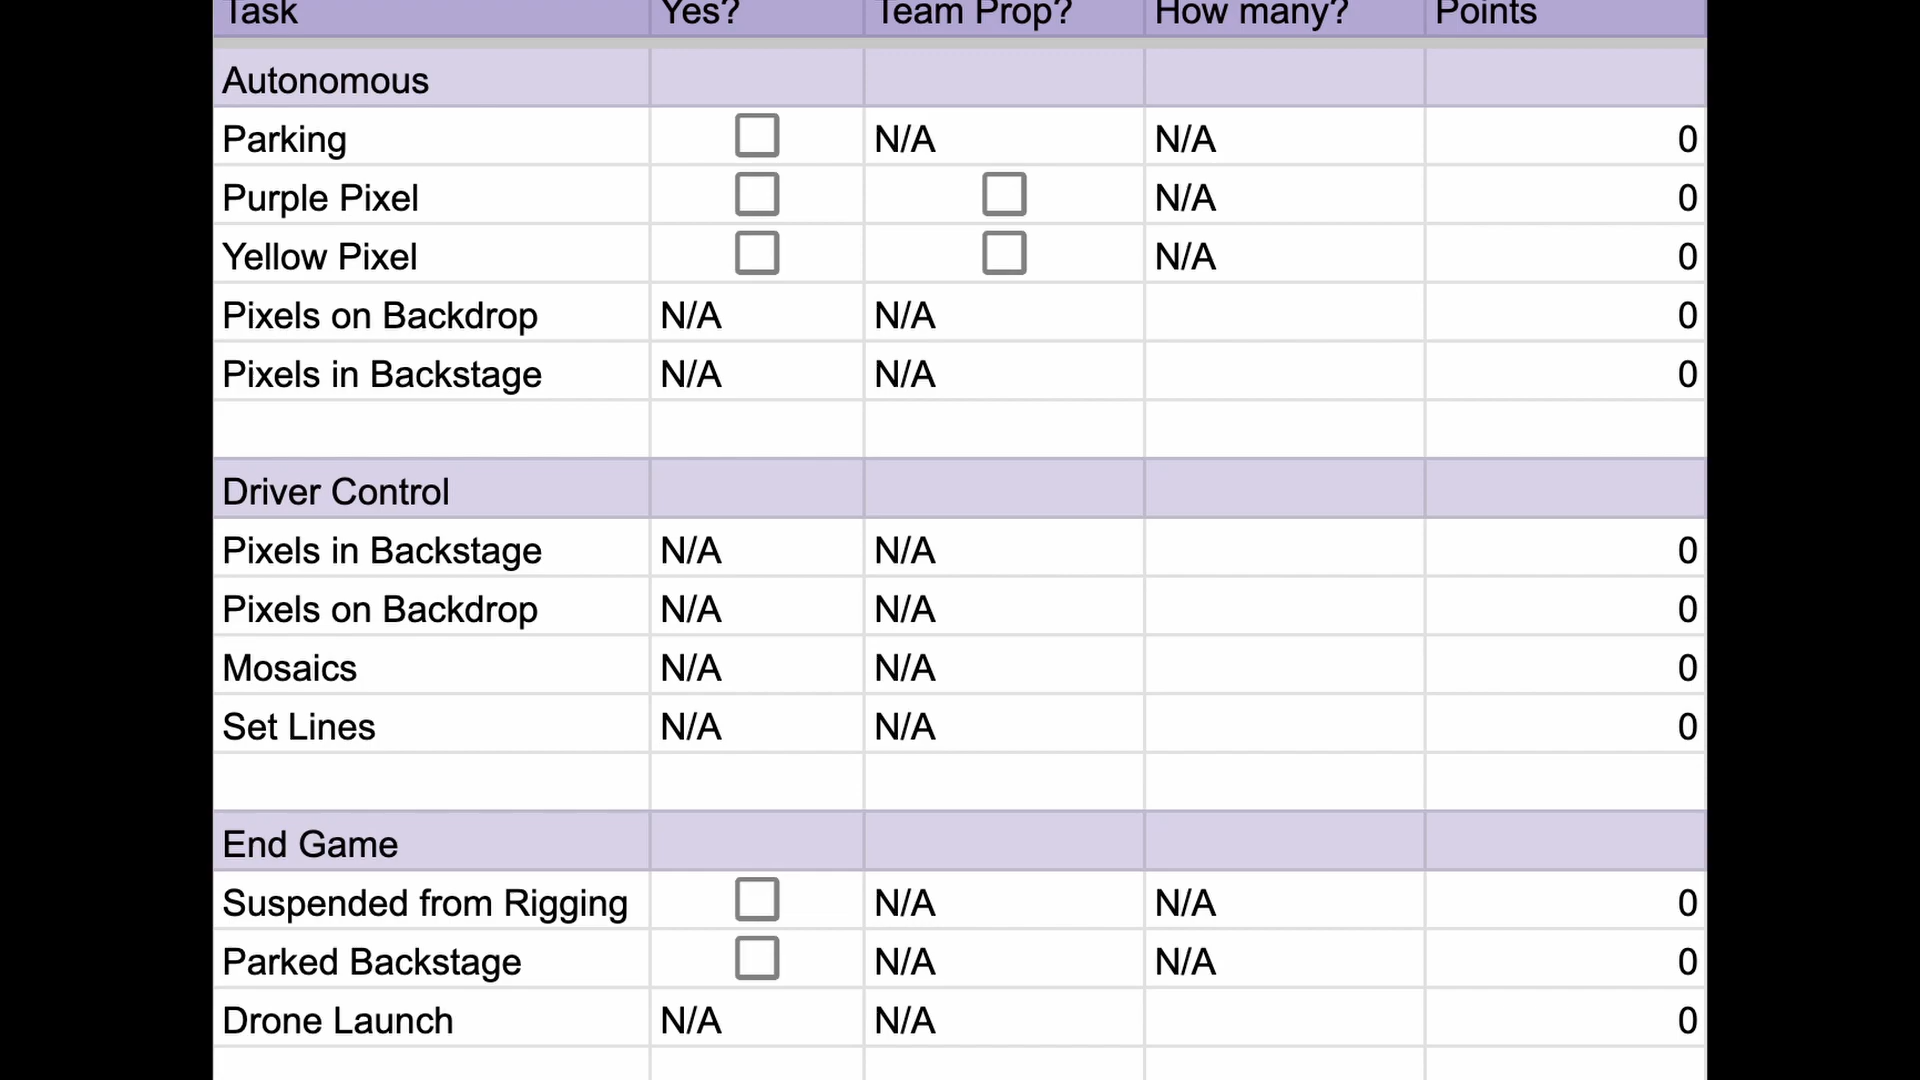 Task Yes? Team Prop? How many? Points
Autonomous
Parking N/A N/A 0
Purple Pixel N/A 0
Yellow Pixel N/A 0
Pixels on Backdrop N/A N/A 0
Pixels in Backstage N/A N/A 0
Driver Control
Pixels in Backstage N/A N/A 0
Pixels on Backdrop N/A N/A 0
Mosaics N/A N/A 0
Set Lines N/A N/A 0
End Game
Suspended from Rigging N/A N/A 0
Parked Backstage N/A N/A 0
Drone Launch N/A N/A 0